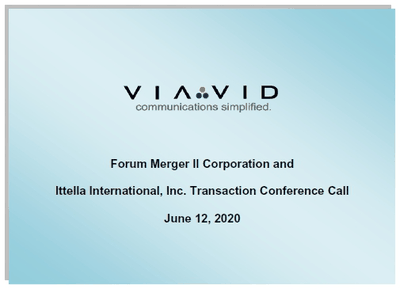 VIAVID
communications simplified.
Forum Merger II Corporation and
Ittella International, Inc. Transaction Conference Call
June 12, 2020